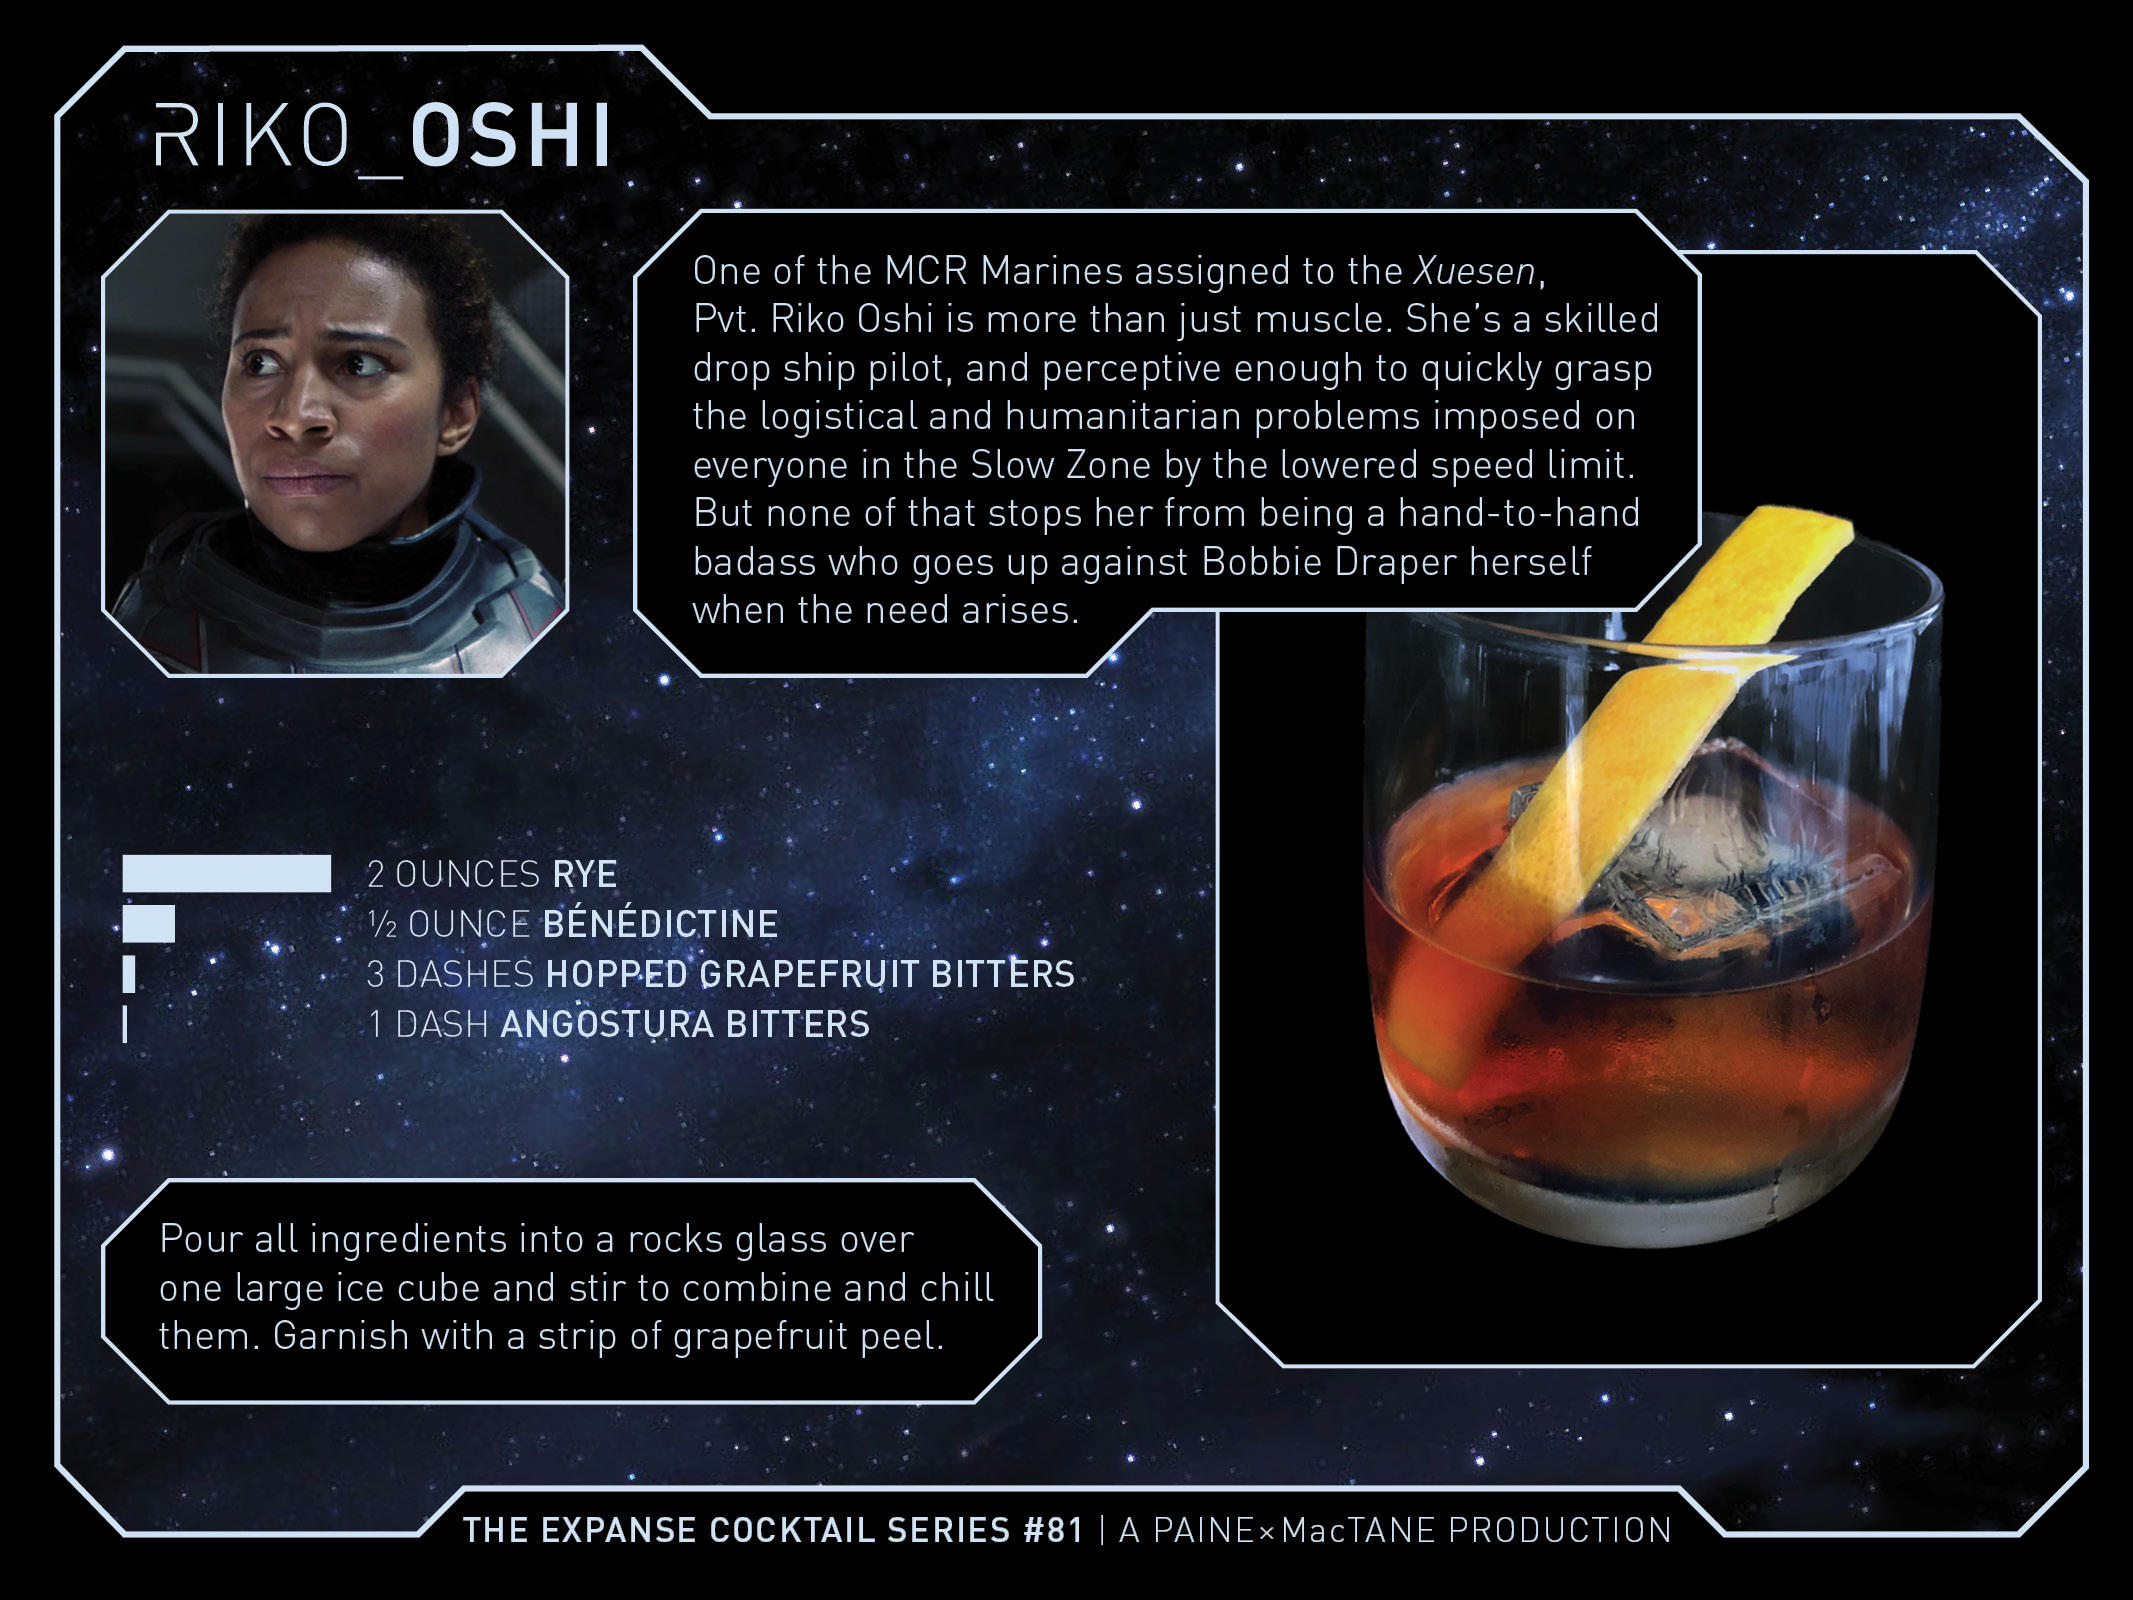 RIKO_OSHI
One of the MCR Marines assigned to the Xuesen,
Pvt. Riko Oshi is more than just muscle. She's a skilled
drop ship pilot, and perceptive enough to quickly grasp
the logistical and humanitarian problems imposed on
everyone in the Slow Zone by the lowered speed limit.
But none of that stops her from being a hand-to-hand
badass who goes up against Bobbie Draper herself
when the need arises.
2 OUNCES RYE
½ OUNCE BÉNÉDICTINE
3 DASHES HOPPED GRAPEFRUIT BITTERS
1 DASH ANGOSTURA BITTERS
Pour all ingredients into a rocks glass over
one large ice cube and stir to combine and chill
them. Garnish with a strip of grapefruit peel.
THE EXPANSE COCKTAIL SERIES #81 | A PAINE×MacTANE PRODUCTION